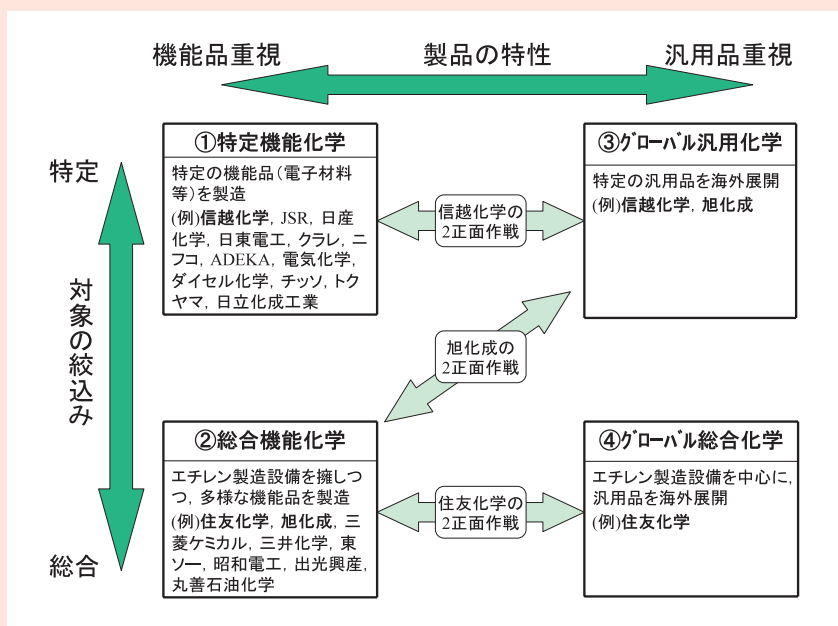 機能品重視
製品の特性
汎用品重視
特定
対象の絞込み
総合
①特定機能化学
特定の機能品(電子材料
等)を製造
(例)信越化学, JSR, 日産
化学, 日東電工, クラレ, ニ
フコ, ADEKA, 電気化学,
ダイセル化学, チッソ, トク
ヤマ, 日立化成工業
信越化学の
2正面作戦
③グローバル汎用化学
特定の汎用品を海外展開
(例)信越化学, 旭化成
旭化成の
2正面作戦
②総合機能化学
エチレン製造設備を擁しつ
つ, 多様な機能品を製造
(例)住友化学, 旭化成, 三
菱ケミカル, 三井化学, 東
ソー, 昭和電工, 出光興産,
丸善石油化学
住友化学の
2正面作戦
④グローバル総合化学
エチレン製造設備を中心に,
汎用品を海外展開
(例)住友化学